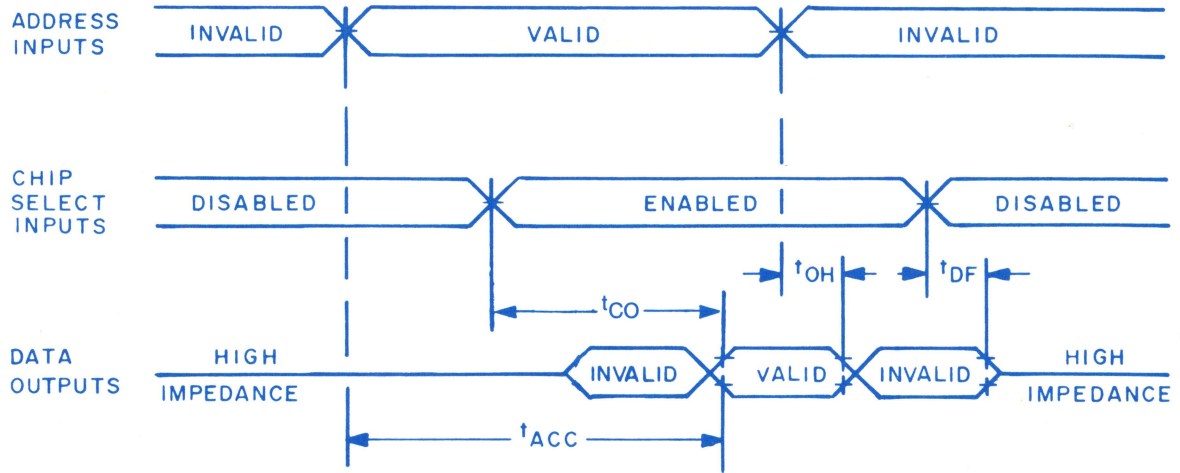 ADDRESS
INPUTS
INVALID
VALID
INVALID
CHIP
SELECT
INPUTS
DISABLED
ENABLED
DISABLED
tOH
tDF
tCO
DATA
OUTPUTS
HIGH
IMPEDANCE
INVALID
VALID
INVALID
HIGH
IMPEDANCE
tACC